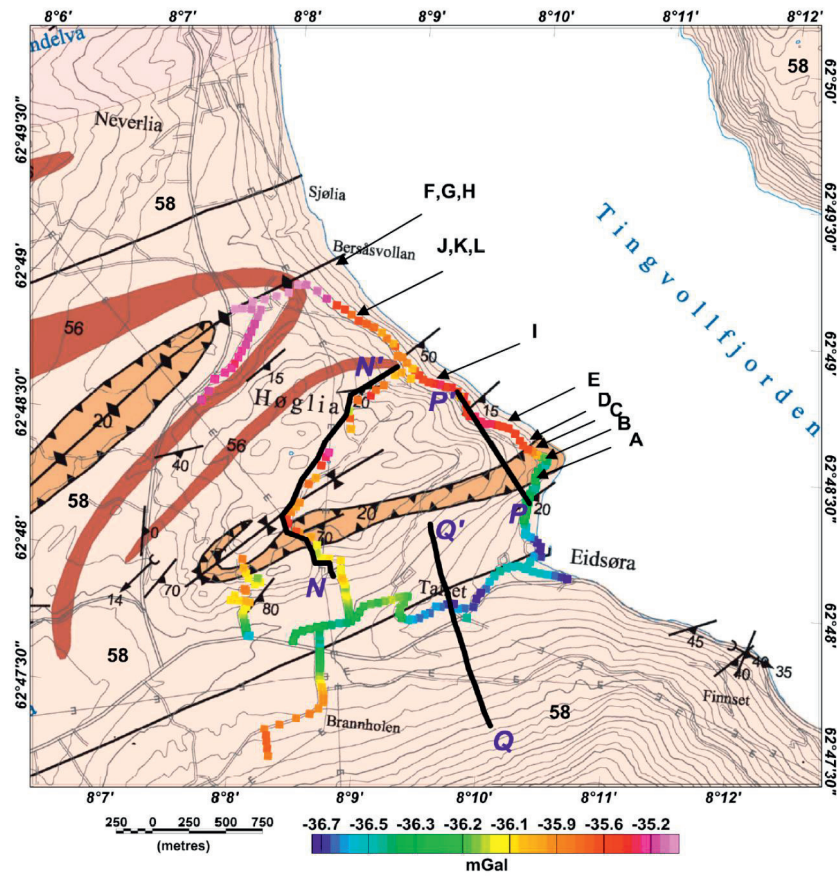 8°6'
8°7'
8°8'
8°9'
8°10'
8°11'
8°12'
ndelva
58
62°50'
Neverlia
62°49'30"
58
Sjølia
F,G,H
Tingvollfjorden
62°49'30"
Bersåsvollan
J,K,L
62°49'
56
50
I
62°49'
N'
15
Høglia
P'
15
E
D
C
B
A
20
62°48'30"
56
40
58
20
62°48'30"
P
20
Q'
70
62°48'
Eidsøra
N
Tatlet
14
70
80
62°48'
45
40
40
35
58
Finnset
62°47'30"
58
Brannholen
Q
62°47'30"
8°7'
8°8'
8°9'
8°10'
8°11'
8°12'
250 0 250 500 750
(metres)
-36.7 -36.5 -36.3 -36.2 -36.1 -35.9 -35.6 -35.2
mGal